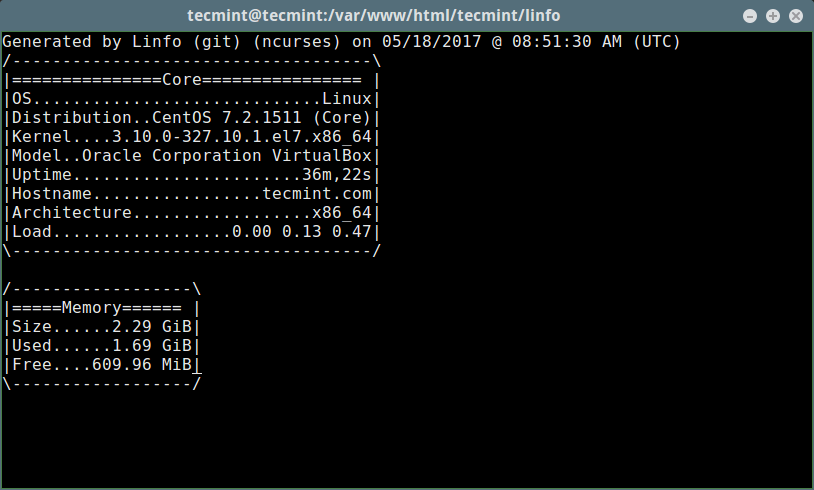 tecmint@tecmint:/var/www/html/tecmint/linfo
Generated by Linfo (git) (ncurses) on 05/18/2017 @ 08:51:30 AM (UTC)
/------------------------------------\
|===============Core================ |
|OS.............................Linux|
|Distribution..CentOS 7.2.1511 (Core)|
|Kernel....3.10.0-327.10.1.el7.x86_64|
|Model..Oracle Corporation VirtualBox|
|Uptime.......................36m,22s|
|Hostname.................tecmint.com|
|Architecture..................x86_64|
|Load..................0.00 0.13 0.47|
\------------------------------------/
/------------------\
|=====Memory====== |
|Size......2.29 GiB|
|Used......1.69 GiB|
|Free....609.96 MiB|
\------------------/